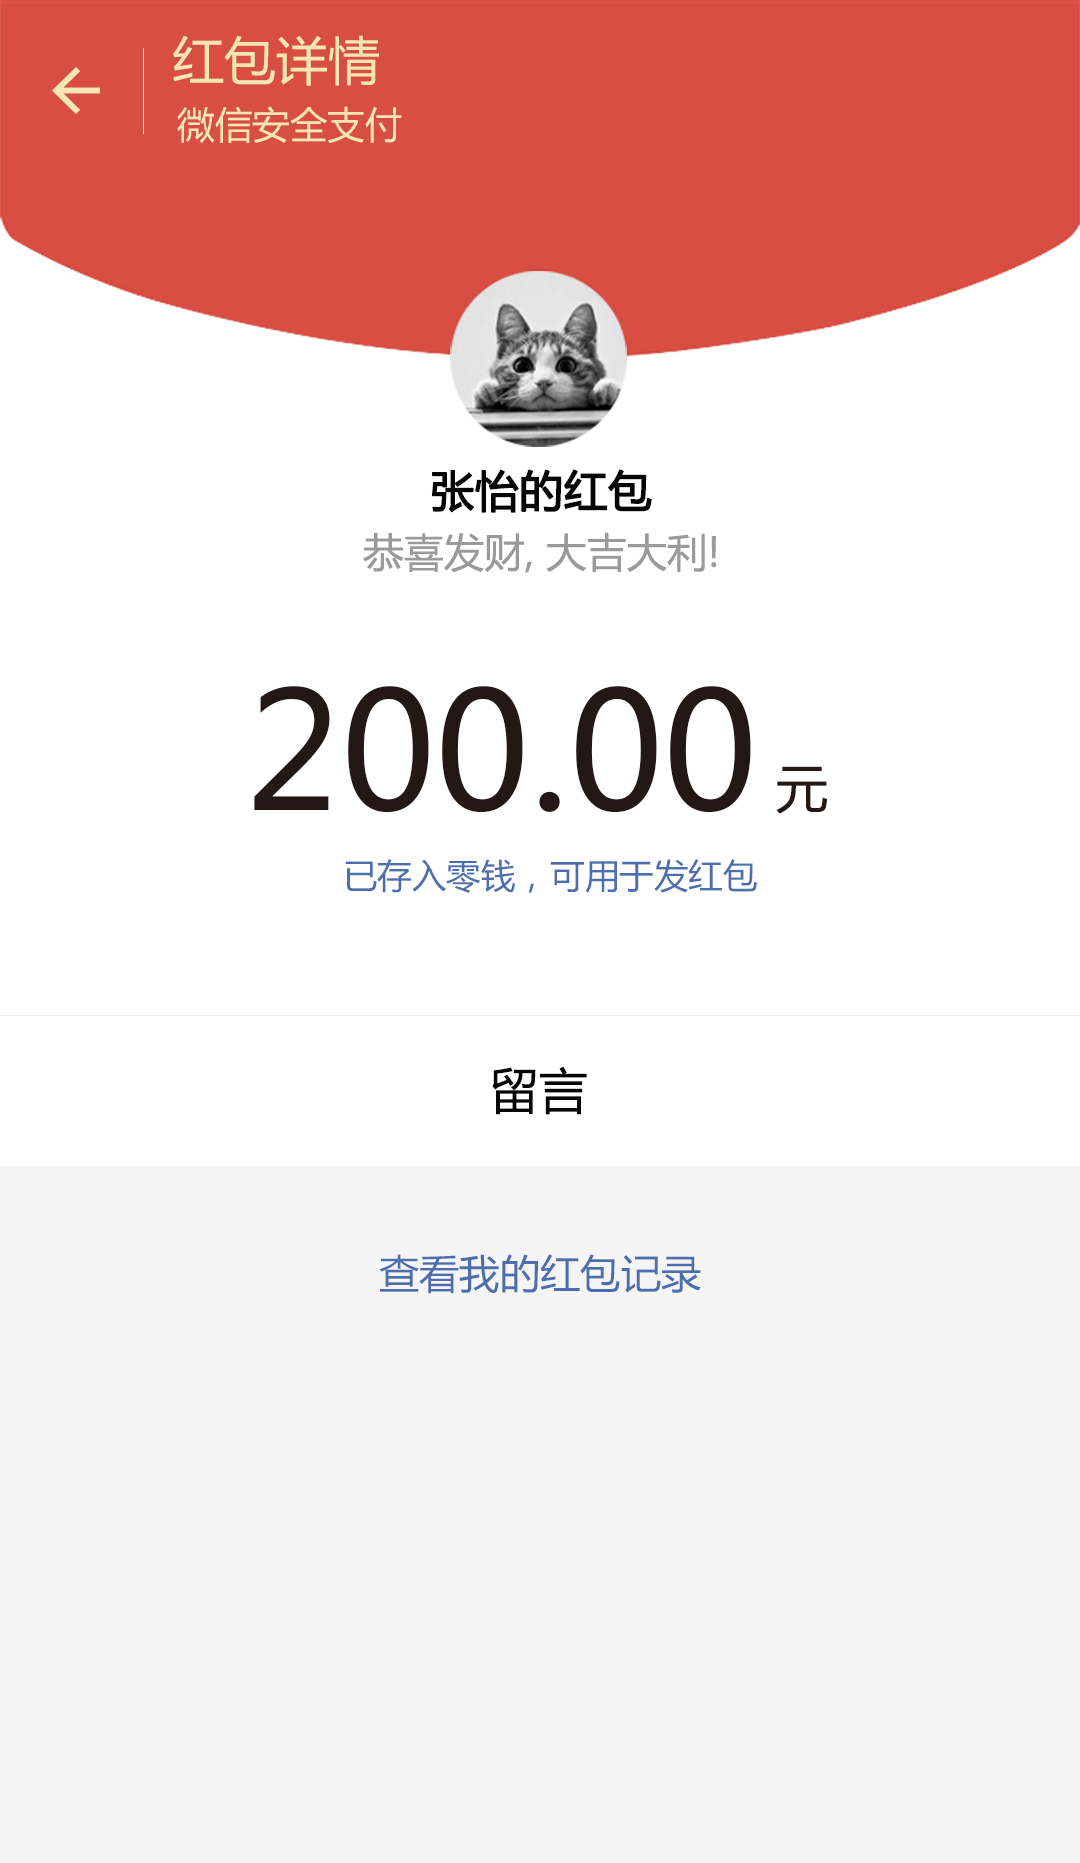 红包详情
微信安全支付
张怡的红包
恭喜发财, 大吉大利!
200.00 元
已存入零钱，可用于发红包
留言
查看我的红包记录